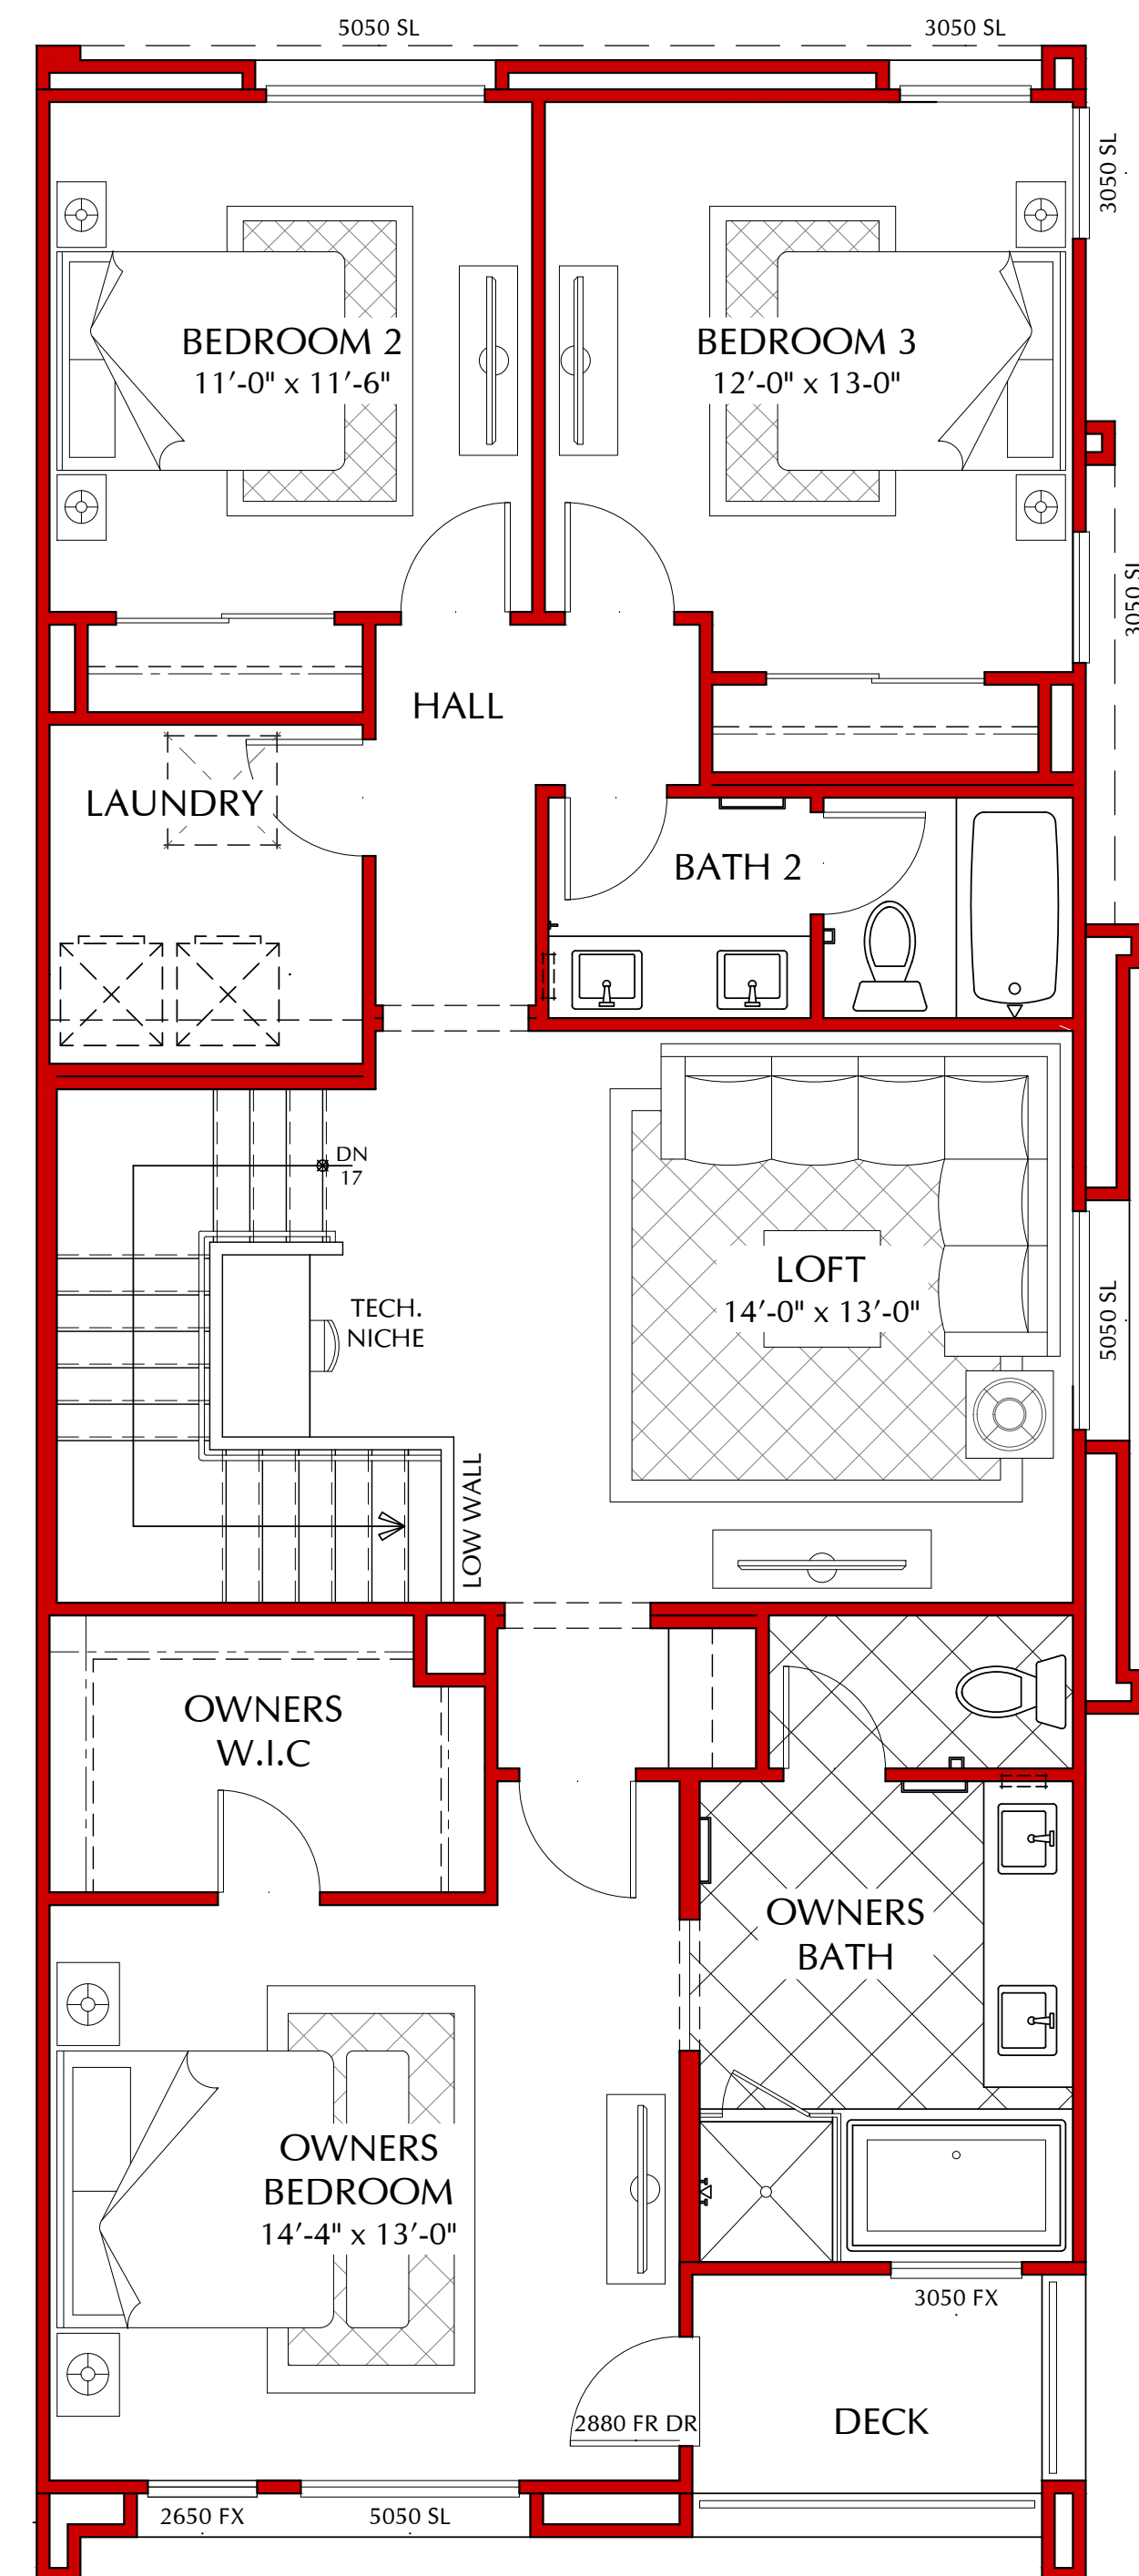 5050 SL
3050 SL
3050 SL
BEDROOM 2
11'-0" x 11'-6"
BEDROOM 3
12'-0" x 13-0"
3050 SL
HALL
LAUNDRY
BATH 2
DN
17
TECH.
NICHE
LOFT
14'-0" x 13'-0"
5050 SL
LOW WALL
OWNERS
W.I.C
OWNERS
BATH
OWNERS
BEDROOM
14'-4" x 13'-0"
3050 FX
2880 FR DR
DECK
2650 FX
5050 SL